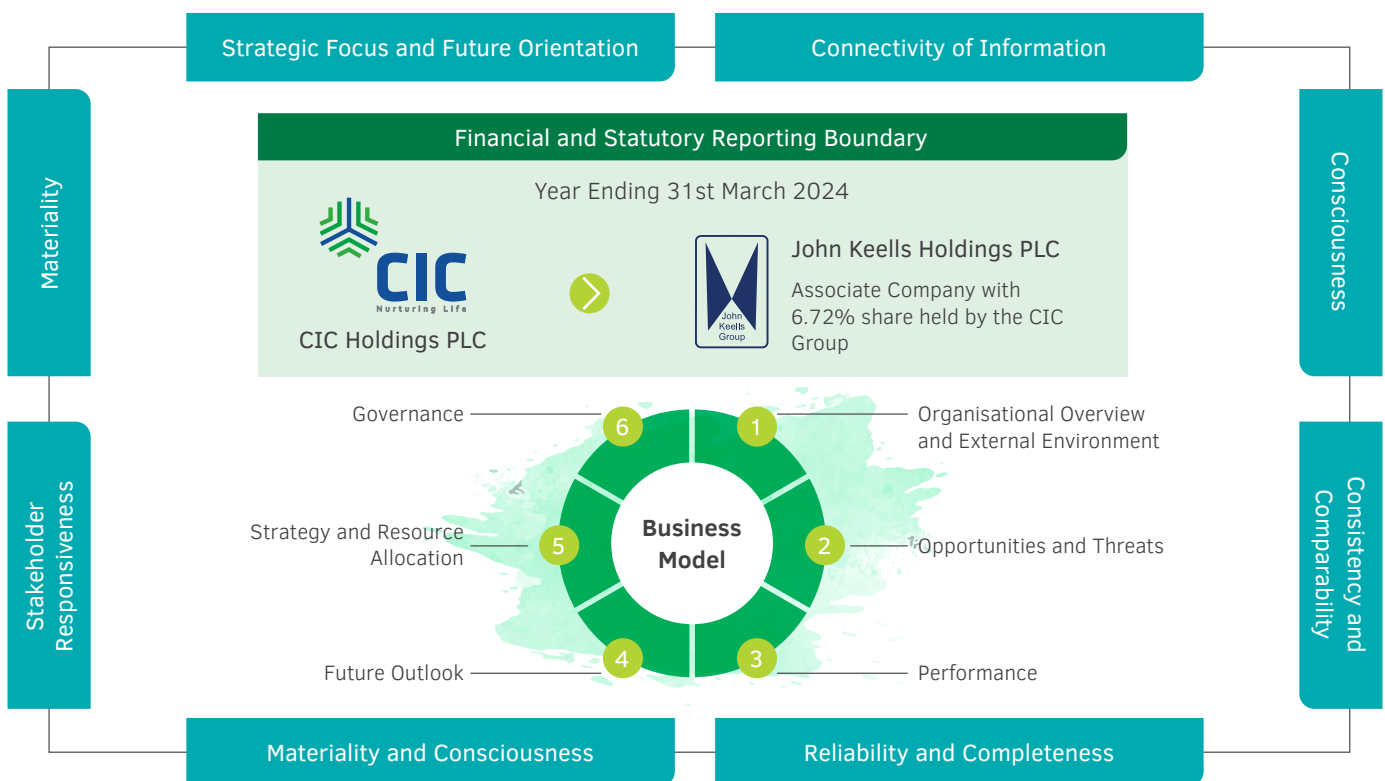 Strategic Focus and Future Orientation
Connectivity of Information
Materiality
Consciousness
Financial and Statutory Reporting Boundary
Year Ending 31st March 2024
CIC
Nurturing Life
CIC Holdings PLC
John
Keells
Group
John Keells Holdings PLC
Associate Company with
6.72% share held by the CIC
Group
Stakeholder
Responsiveness
Consistency and
Comparability
Governance
6
1
Organisational Overview
and External Environment
Strategy and Resource
Allocation
5
Business
Model
2
Opportunities and Threats
Future Outlook
4
3
Performance
Materiality and Consciousness
Reliability and Completeness